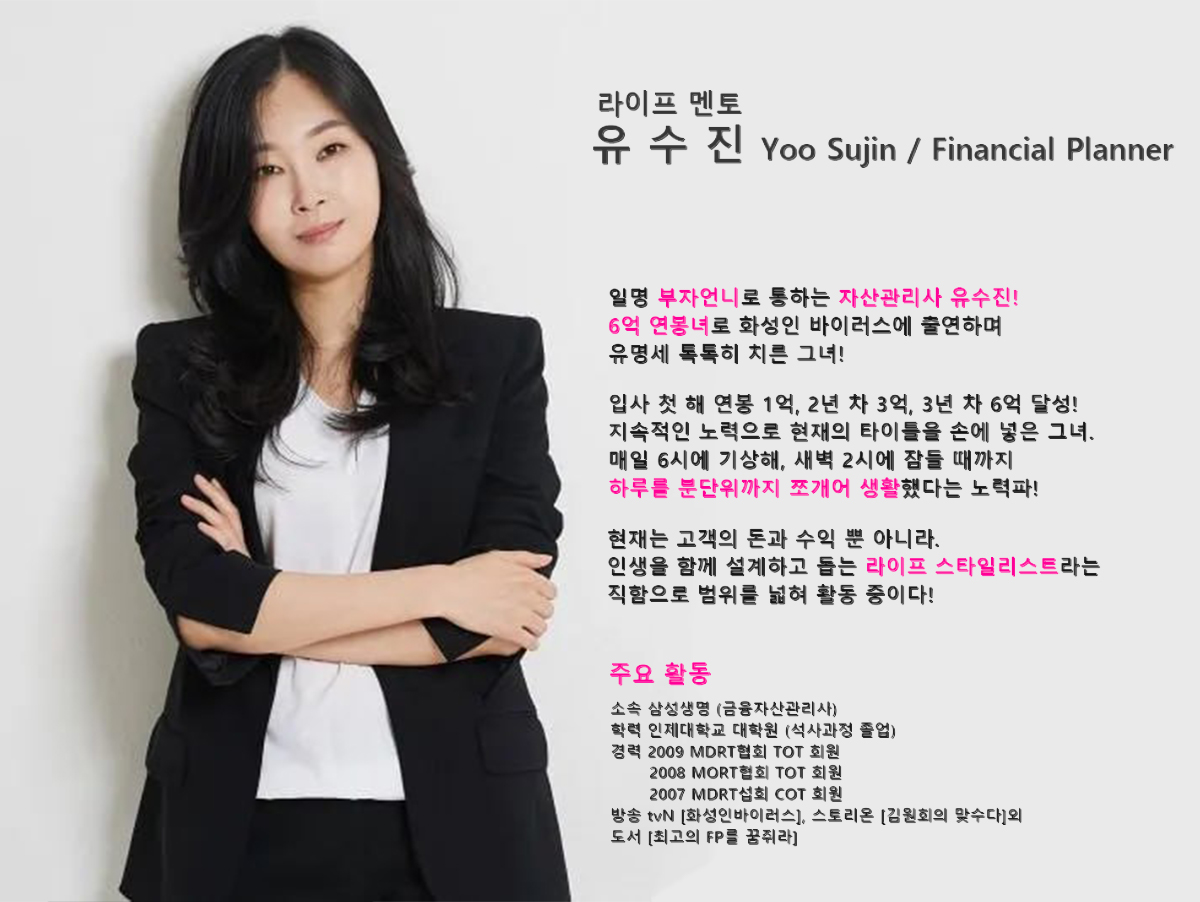 라이프 멘토
유 수 진 Yoo Sujin / Financial Planner
일명 부자언니로 통하는 자산관리사 유수진!
6억 연봉녀로 화성인 바이러스에 출연하며
유명세 톡톡히 치른 그녀!
입사 첫 해 연봉 1억, 2년 차 3억, 3년 차 6억 달성!
지속적인 노력으로 현재의 타이틀을 손에 넣은 그녀.
매일 6시에 기상해, 새벽 2시에 잠들 때까지
하루를 분단위까지 쪼개어 생활했다는 노력파!
현재는 고객의 돈과 수익 뿐 아니라.
인생을 함께 설계하고 돕는 라이프 스타일리스트라는
직함으로 범위를 넓혀 활동 중이다!
주요 활동
소속 삼성생명 (금융자산관리사)
학력 인제대학교 대학원 (석사과정 졸업)
경력 2009 MDRT협회 TOT 회원
2008 MORT협회 TOT 회원
2007 MDRT섭회 COT 회원
방송 tvN [화성인바이러스], 스토리온 [김원회의 맞수다]외
도서 [최고의 FP를 꿈쥐라]